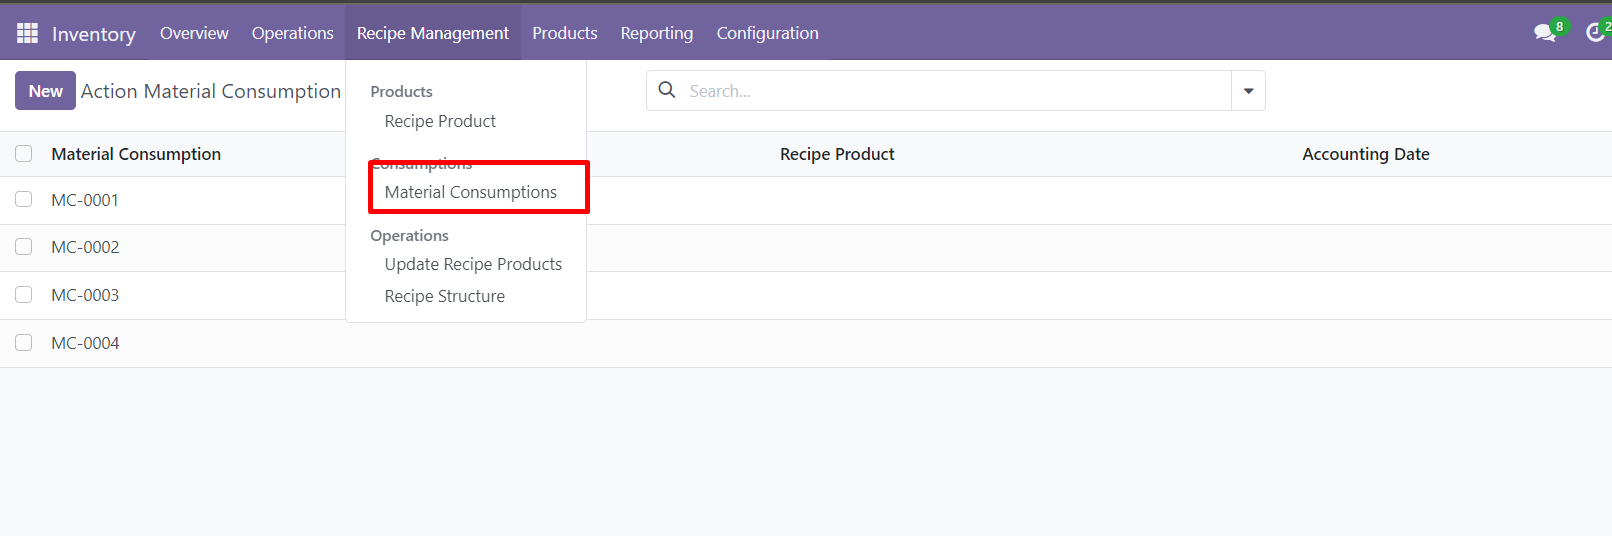 Inventory Overview Operations Recipe Management Products Reporting Configuration 8 2
New Action Material Consumption Search...
Products
Recipe Product
Material Consumption Recipe Product Accounting Date
Consumptions
Material Consumptions
MC-0001
Operations
MC-0002
Update Recipe Products
MC-0003 Recipe Structure
MC-0004